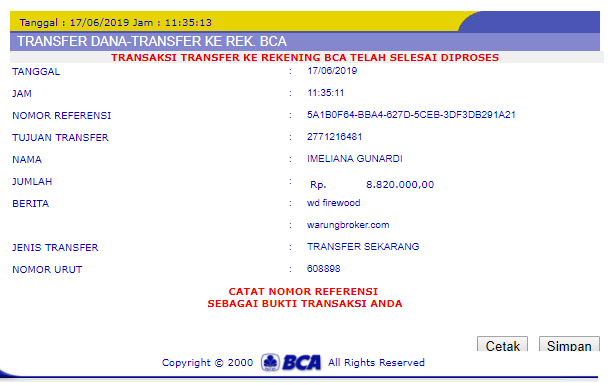 Tanggal : 17/06/2019 Jam : 11:35:13
TRANSFER DANA-TRANSFER KE REK. BCA
TRANSAKSI TRANSFER KE REKENING BCA TELAH SELESAI DIPROSES
TANGGAL : 17/06/2019
JAM : 11:35:11
NOMOR REFERENSI : 5A1B0F64-BBA4-627D-5CEB-3DF3DB291A21
TUJUAN TRANSFER : 2771216481
NAMA : IMELIANA GUNARDI
JUMLAH : Rp. 8.820.000,00
BERITA : wd firewood
: warungbroker.com
JENIS TRANSFER : TRANSFER SEKARANG
NOMOR URUT : 608898
CATAT NOMOR REFERENSI
SEBAGAI BUKTI TRANSAKSI ANDA
Cetak Simpan
Copyright © 2000 BCA All Rights Reserved